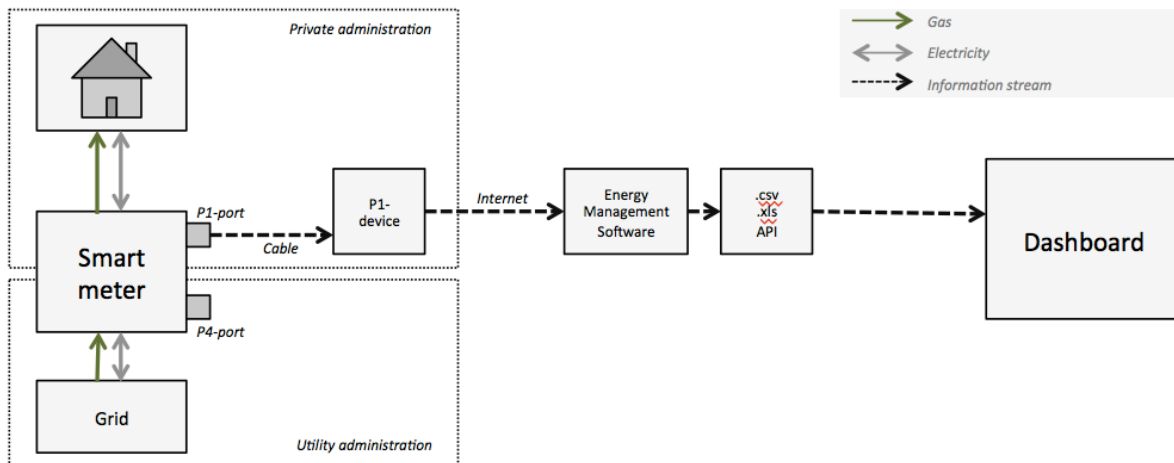 Private administration
Gas
Electricity
Information stream
P1-port
Cable
P1-
device
Internet
Energy
Management
Software
.csv
.xls
API
Dashboard
Smart
meter
P4-port
Grid
Utility administration